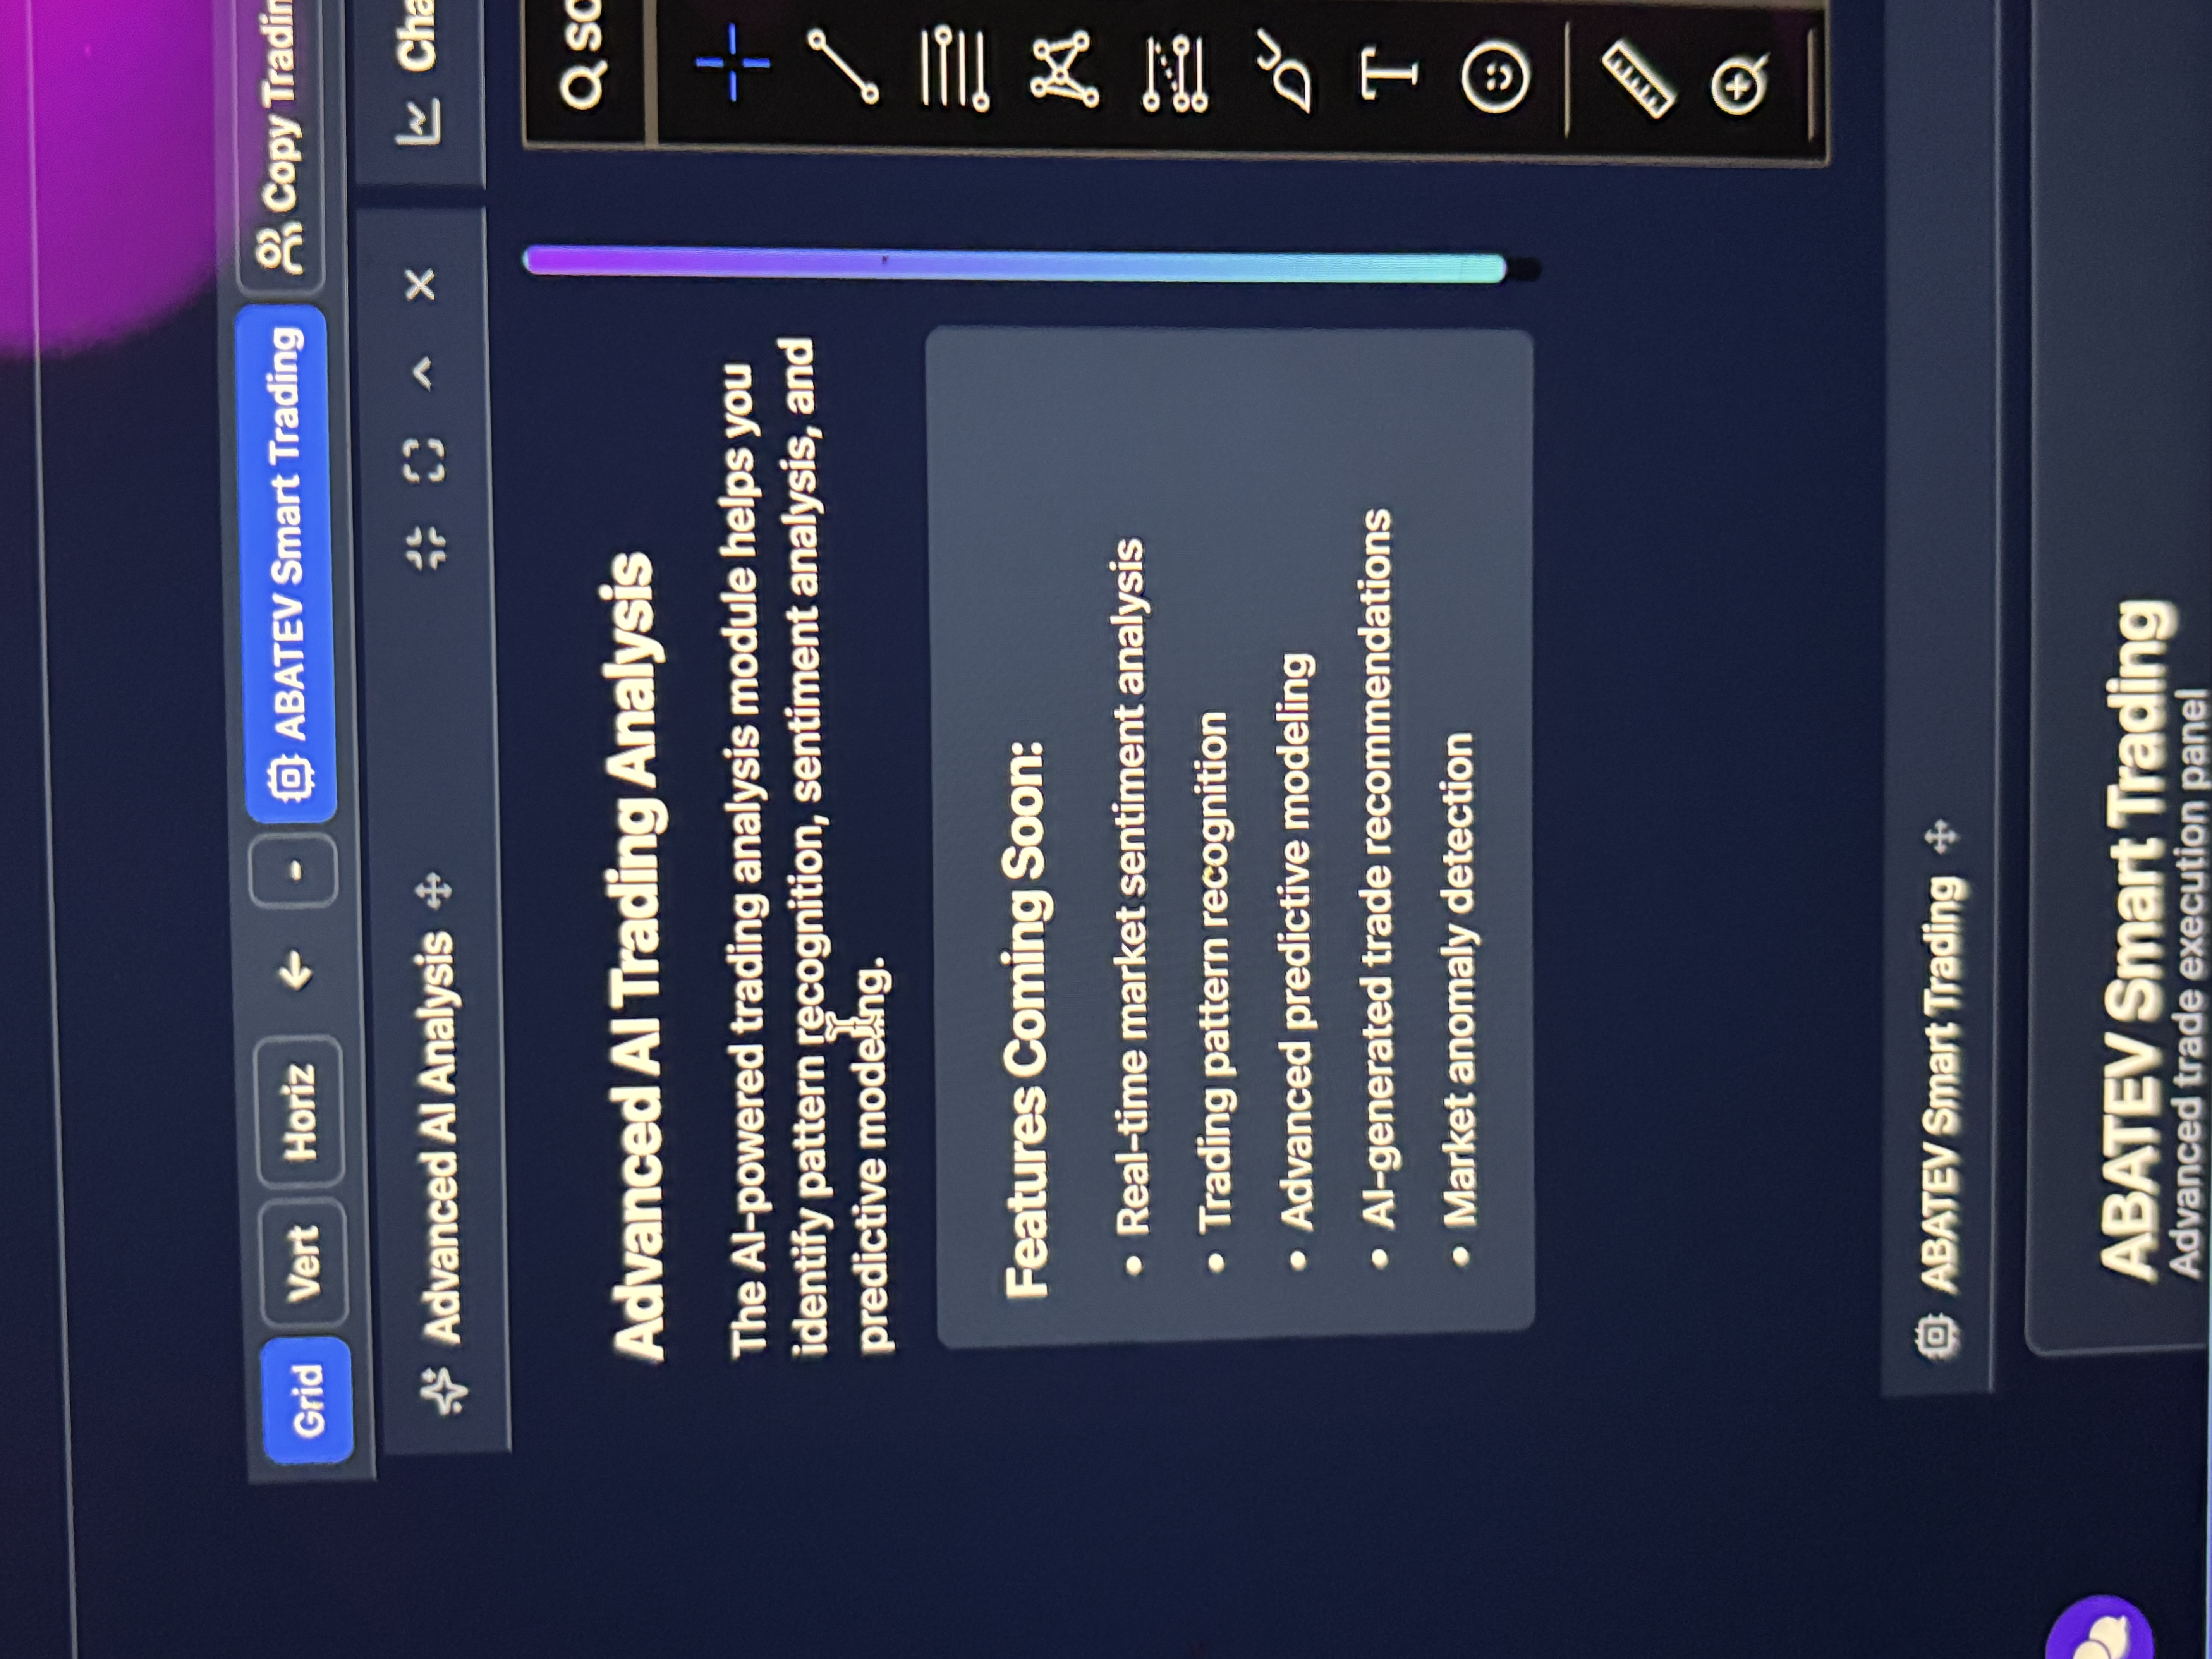 Grid Vert Horiz - ABATEV Smart Trading Copy Tradin
Advanced AI Analysis
Cha
Advanced AI Trading Analysis
The AI-powered trading analysis module helps you
identify pattern recognition, sentiment analysis, and
predictive modeling.
Features Coming Soon:
• Real-time market sentiment analysis
• Trading pattern recognition
• Advanced predictive modeling
• AI-generated trade recommendations
• Market anomaly detection
SO
T
ABATEV Smart Trading
ABATEV Smart Trading
Advanced trade execution panel